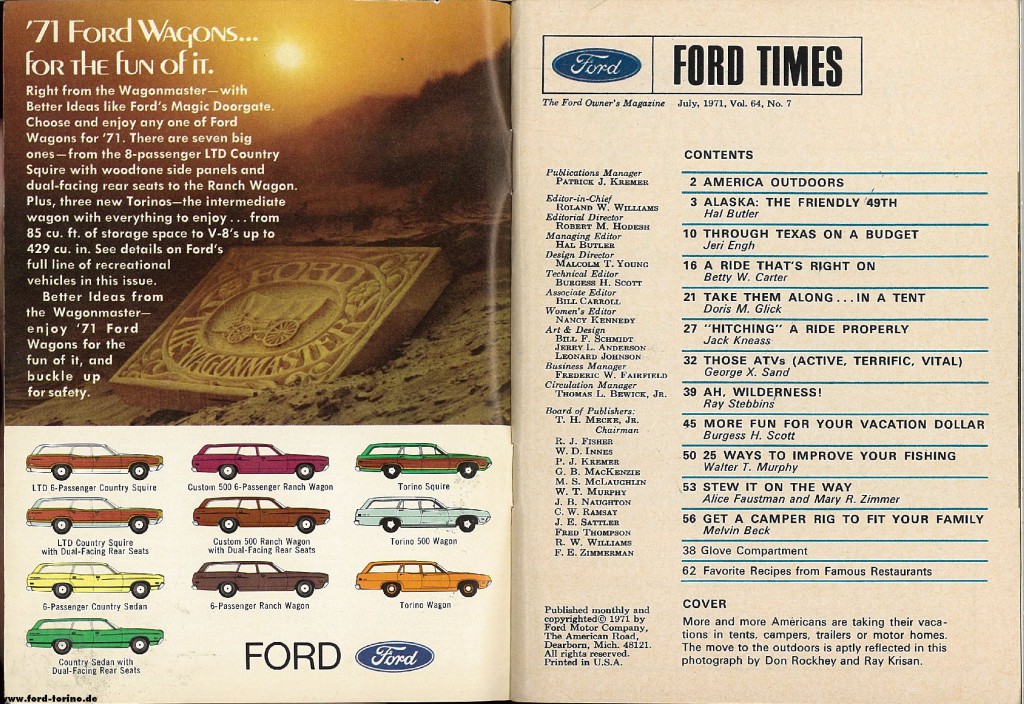 '71 Ford Wagons...
for the fun of it.
Right from the Wagonmaster—with
Better Ideas like Ford's Magic Doorgate.
Choose and enjoy any one of Ford
Wagons for '71. There are seven big
ones—from the 8-passenger LTD Country
Squire with woodtone side panels and
dual-facing rear seats to the Ranch Wagon.
Plus, three new Torinos—the intermediate
wagon with everything to enjoy... from
85 cu. ft. of storage space to V-8's up to
429 cu. in. See details on Ford's
full line of recreational
vehicles in this issue.
Better Ideas from
the Wagonmaster—
enjoy '71 Ford
Wagons for the
fun of it, and
buckle up
for safety.
WAGONMASTER
LTD 6-Passenger Country Squire
Custom 500 6-Passenger Ranch Wagon
Torino Squire
LTD Country Squire
with Dual-Facing Rear Seats
Custom 500 Ranch Wagon
with Dual-Facing Rear Seats
Torino 500 Wagon
6-Passenger Country Sedan
6-Passenger Ranch Wagon
Torino Wagon
Country Sedan with
Dual-Facing Rear Seats
FORD Ford
www.ford-torino.de
Ford FORD TIMES
The Ford Owner's Magazine July, 1971, Vol. 64, No. 7
Publications Manager
PATRICK J. KREMER
Editor-in-Chief
ROLAND W. WILLIAMS
Editorial Director
ROBERT M. HODESH
Managing Editor
HAL BUTLER
Design Director
MALCOLM T. YOUNG
Technical Editor
BURGESS H. SCOTT
Associate Editor
BILL CARROLL
Women's Editor
NANCY KENNEDY
Art & Design
BILL F. SCHMIDT
JERRY L. ANDERSON
LEONARD JOHNSON
Business Manager
FREDERIC W. FAIRFIELD
Circulation Manager
THOMAS L. BEWICK, JR.
Board of Publishers:
T. H. MECKE, JR.
Chairman
R. J. FISHER
W. D. INNES
P. J. KREMER
G. B. MACKENZIE
M. S. MCLAUGHLIN
W. T. MURPHY
J. B. NAUGHTON
C. W. RAMSAY
J. E. SATTLER
FRED THOMPSON
R. W. WILLIAMS
F. E. ZIMMERMAN
Published monthly and
copyrighted© 1971 by
Ford Motor Company,
The American Road,
Dearborn, Mich. 48121.
All rights reserved.
Printed in U.S.A.
CONTENTS
2 AMERICA OUTDOORS
3 ALASKA: THE FRIENDLY 49TH
Hal Butler
10 THROUGH TEXAS ON A BUDGET
Jeri Engh
16 A RIDE THAT'S RIGHT ON
Betty W. Carter
21 TAKE THEM ALONG...IN A TENT
Doris M. Glick
27 "HITCHING" A RIDE PROPERLY
Jack Kneass
32 THOSE ATVs (ACTIVE, TERRIFIC, VITAL)
George X. Sand
39 AH, WILDERNESS!
Ray Stebbins
45 MORE FUN FOR YOUR VACATION DOLLAR
Burgess H. Scott
50 25 WAYS TO IMPROVE YOUR FISHING
Walter T. Murphy
53 STEW IT ON THE WAY
Alice Faustman and Mary R. Zimmer
56 GET A CAMPER RIG TO FIT YOUR FAMILY
Melvin Beck
38 Glove Compartment
62 Favorite Recipes from Famous Restaurants
COVER
More and more Americans are taking their vaca-
tions in tents, campers, trailers or motor homes.
The move to the outdoors is aptly reflected in this
photograph by Don Rockhey and Ray Krisan.